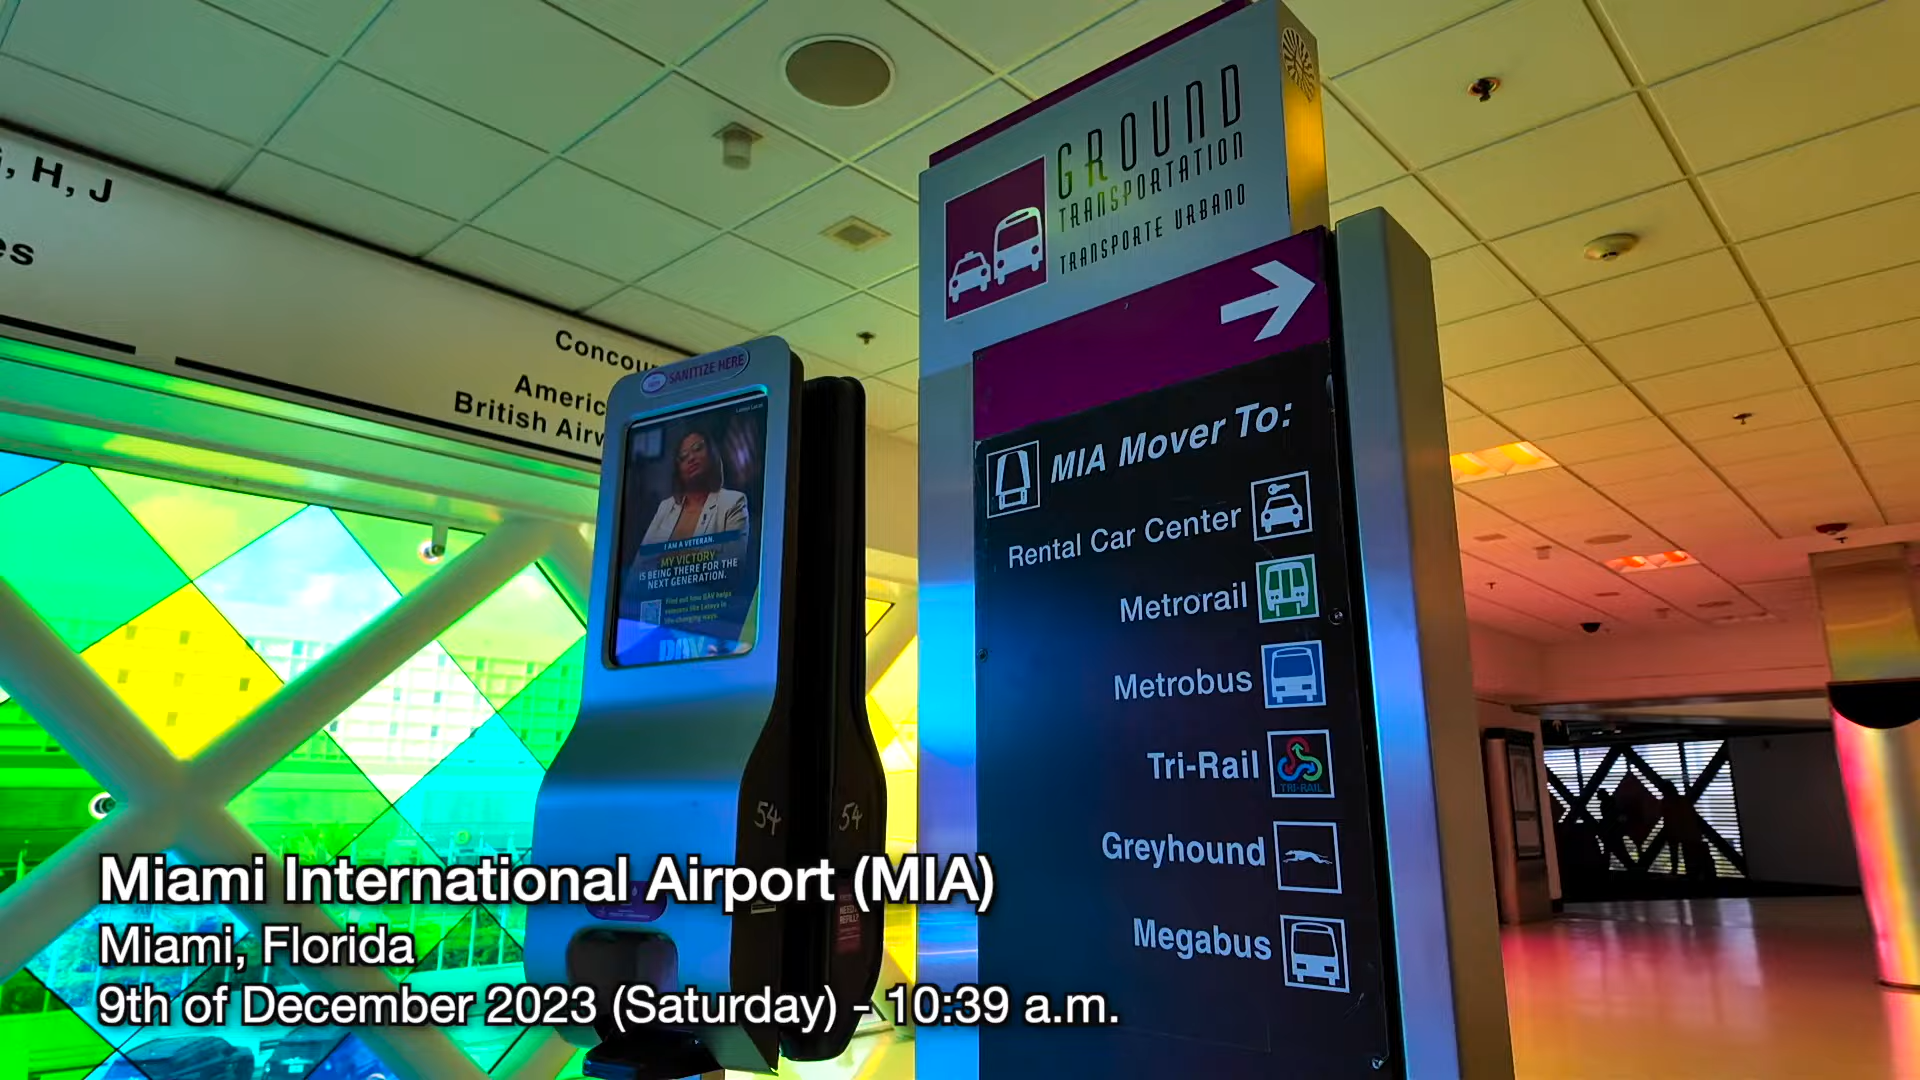 H, J
es
Concou
Americ
British Airw
SANITIZE HERE
I AM A VETERAN.
MY VICTORY
IS BEING THERE FOR THE
NEXT GENERATION.
54
54
GROUND
TRANSPORTATION
TRANSPORTE URBANO
MIA Mover To:
Rental Car Center
Metrorail
Metrobus
Tri-Rail
TRI-RAIL
Greyhound
Megabus
Miami International Airport (MIA)
Miami, Florida
9th of December 2023 (Saturday) - 10:39 a.m.